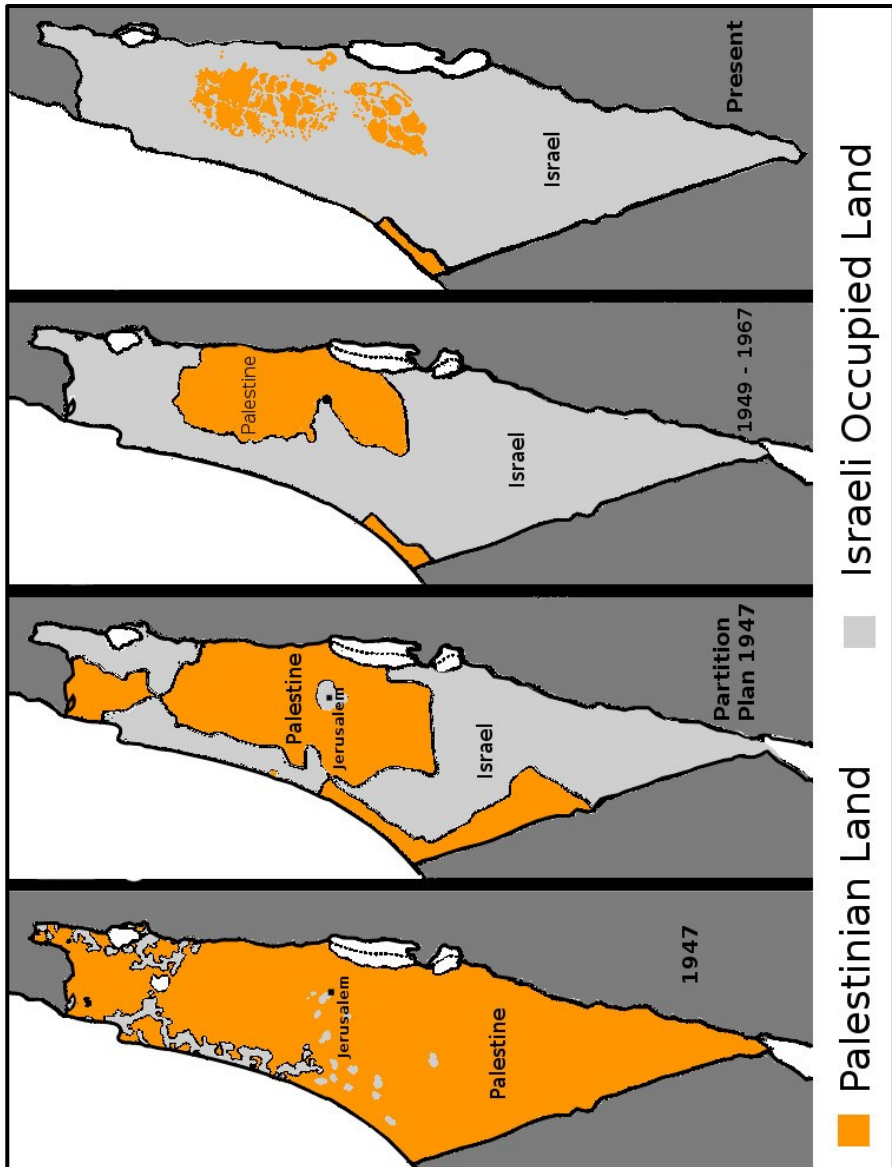 Jerusalem
Palestine
1947
Palestine
Jerusalem
Israel
Partition
Plan 1947
Palestine
Israel
1949 - 1967
Israel
Present
Palestinian Land
Israeli Occupied Land